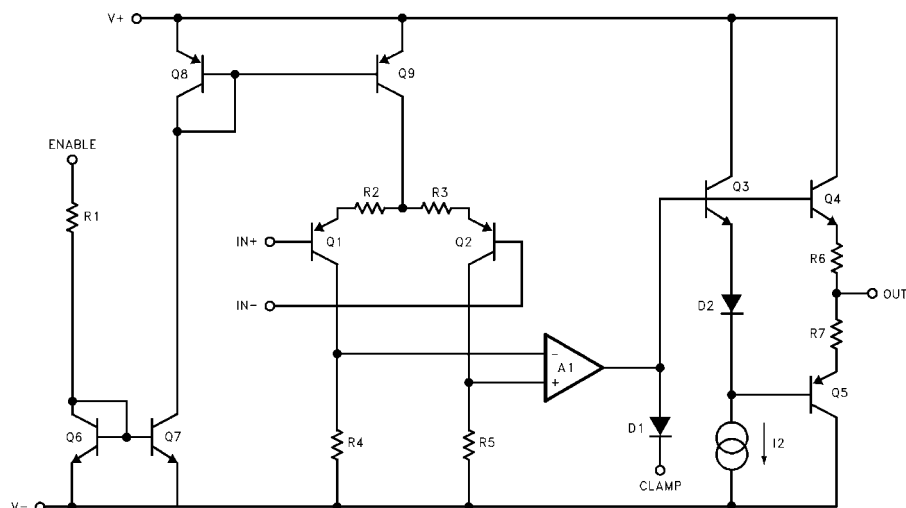 V+
Q8
Q9
ENABLE
R1
R2
R3
Q3
Q4
IN+
Q1
Q2
R6
IN-
OUT
D2
R7
-
A1
+
Q5
Q6
Q7
R4
R5
D1
I2
CLAMP
V-